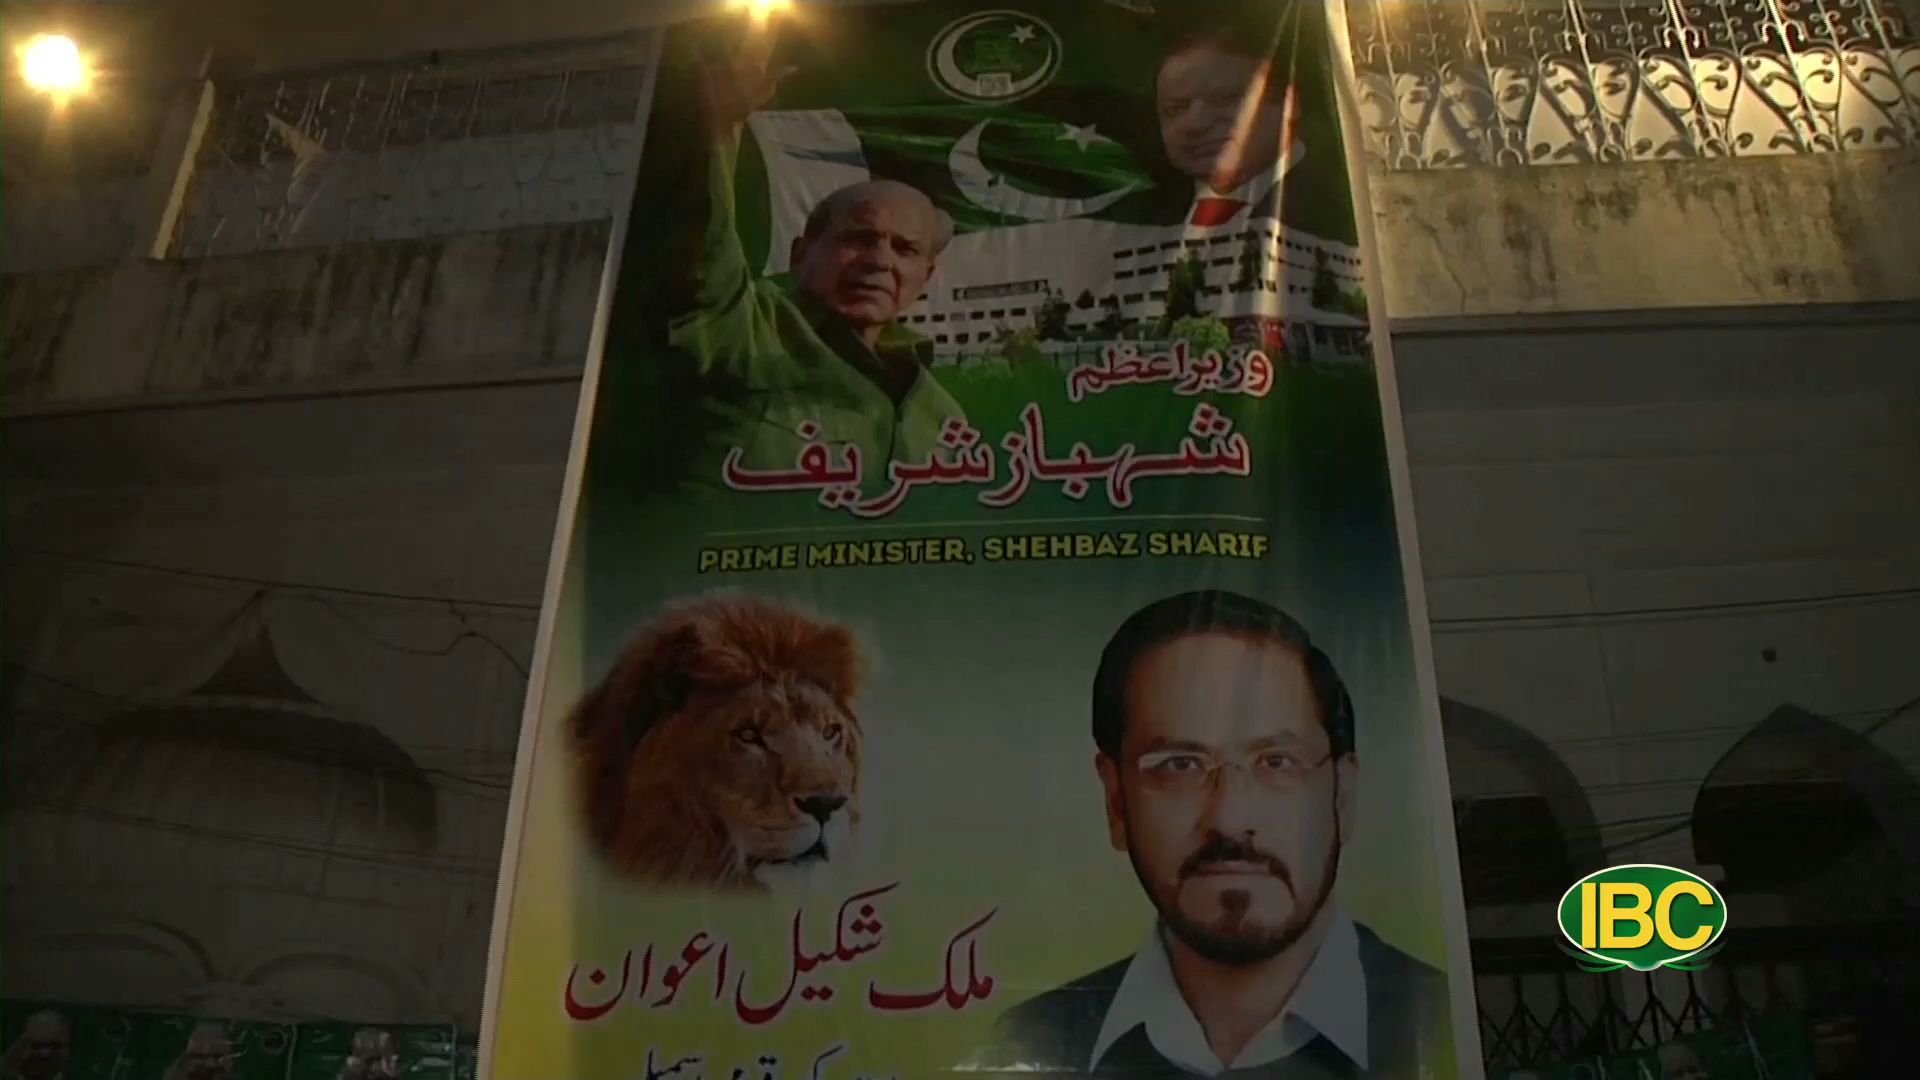 وزیراعظم
شہباز شریف
PRIME MINISTER, SHEHBAZ SHARIF
ملک شکیل اعوان
IBC